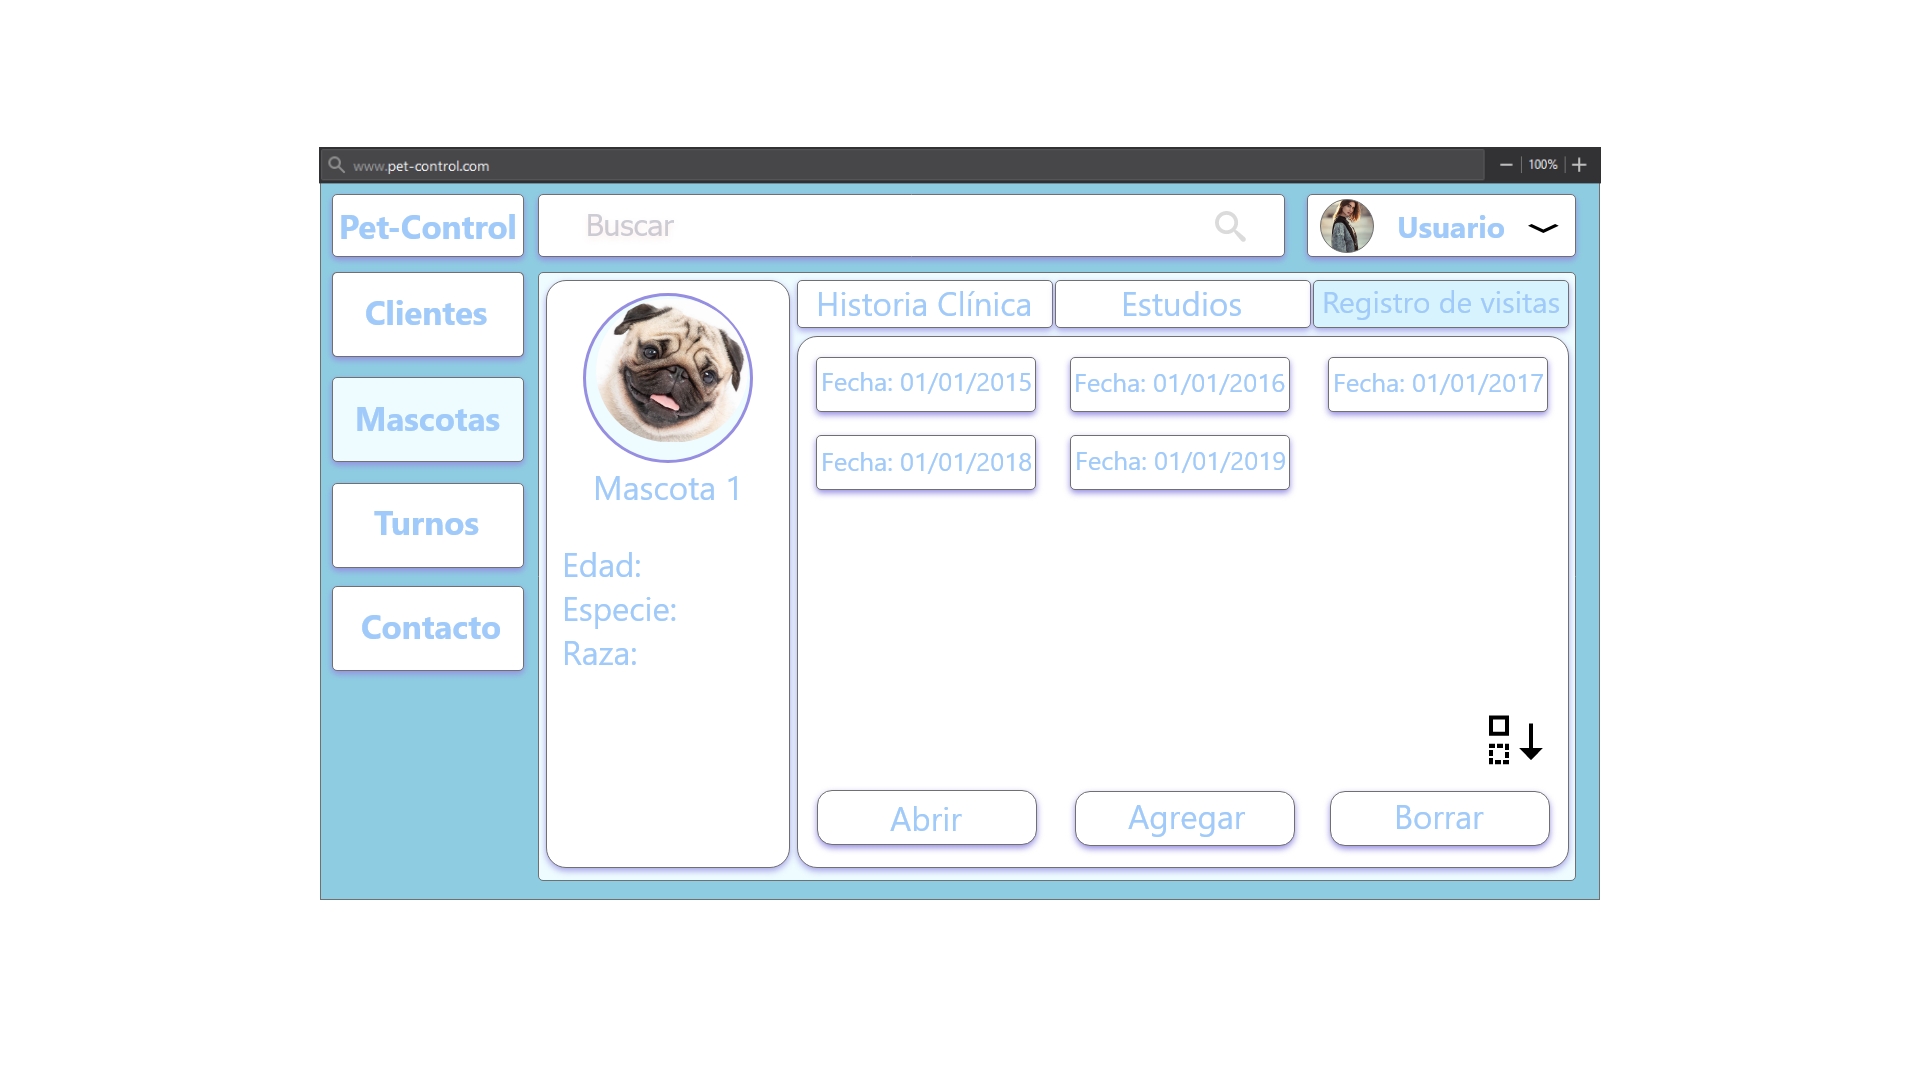 www.pet-control.com
100%
Pet-Control
Buscar
Usuario
Clientes
Mascotas
Turnos
Contacto
Mascota 1
Edad:
Especie:
Raza:
Historia Clínica
Estudios
Registro de visitas
Fecha: 01/01/2015
Fecha: 01/01/2016
Fecha: 01/01/2017
Fecha: 01/01/2018
Fecha: 01/01/2019
Abrir
Agregar
Borrar